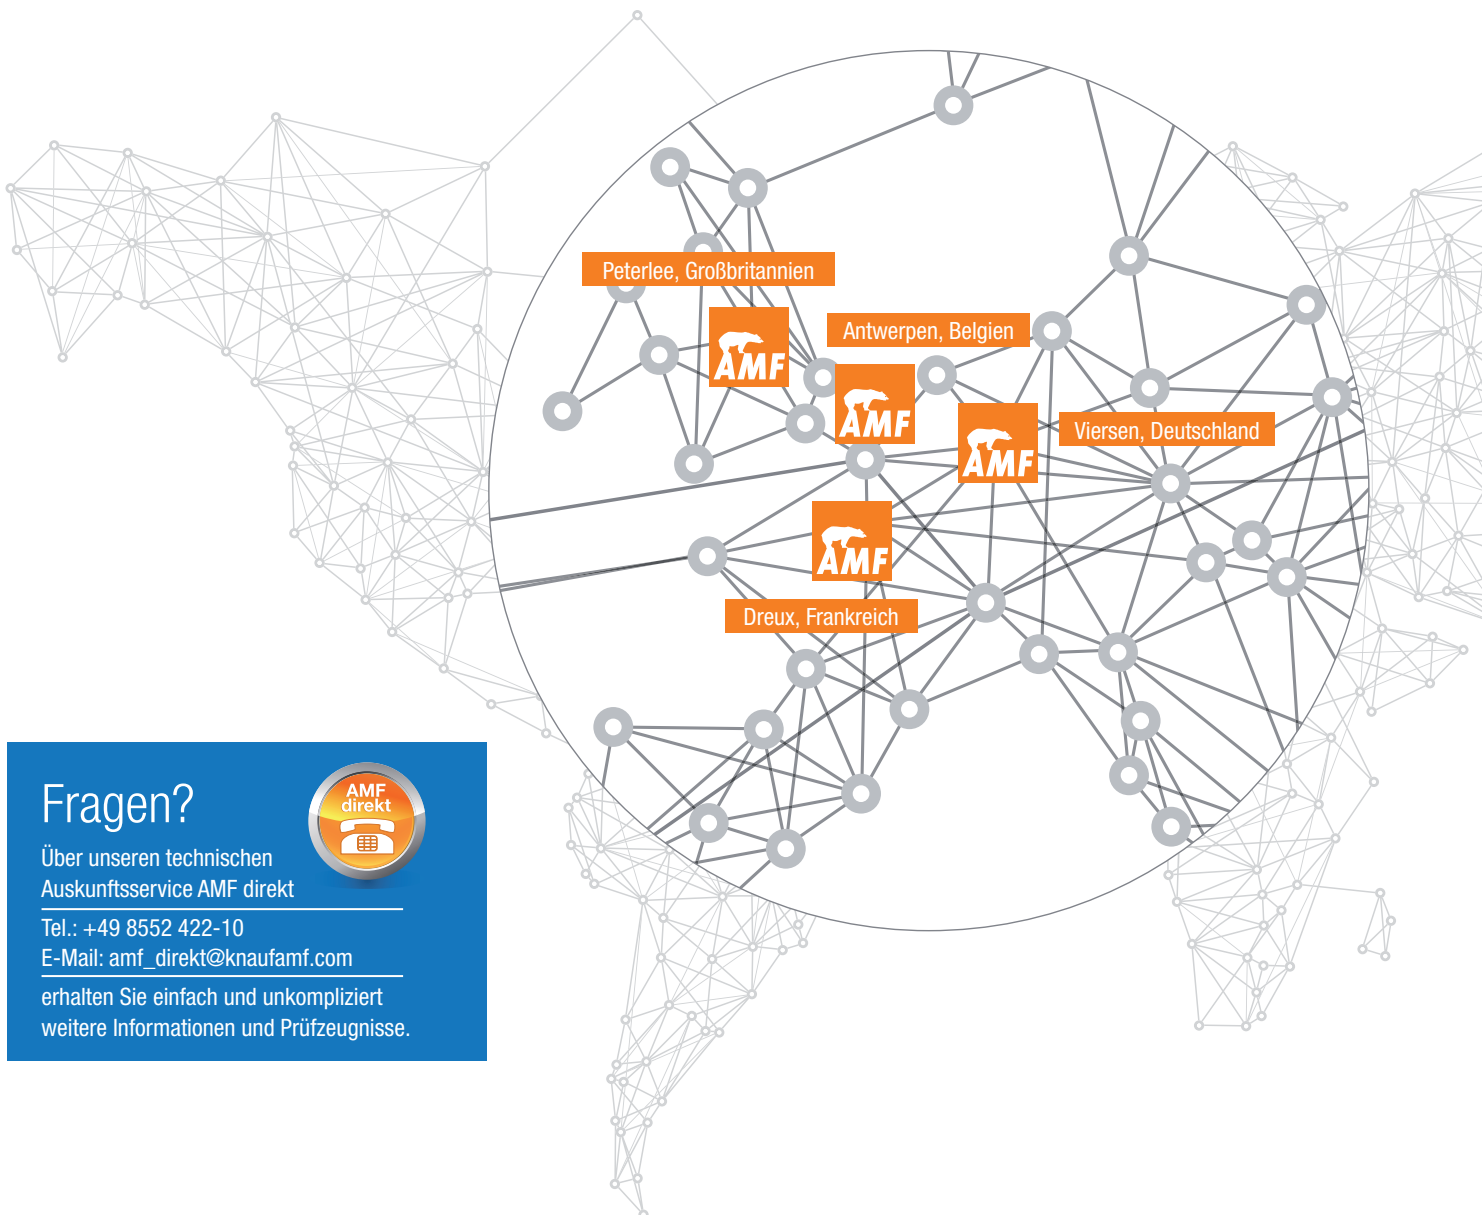 Peterlee, Großbritannien
AMF
Antwerpen, Belgien
AMF
AMF
Viersen, Deutschland
AMF
Dreux, Frankreich
Fragen?
AMF
direkt
Über unseren technischen
Auskunftsservice AMF direkt
Tel.: +49 8552 422-10
E-Mail: amf_direkt@knaufamf.com
erhalten Sie einfach und unkompliziert
weitere Informationen und Prüfzeugnisse.